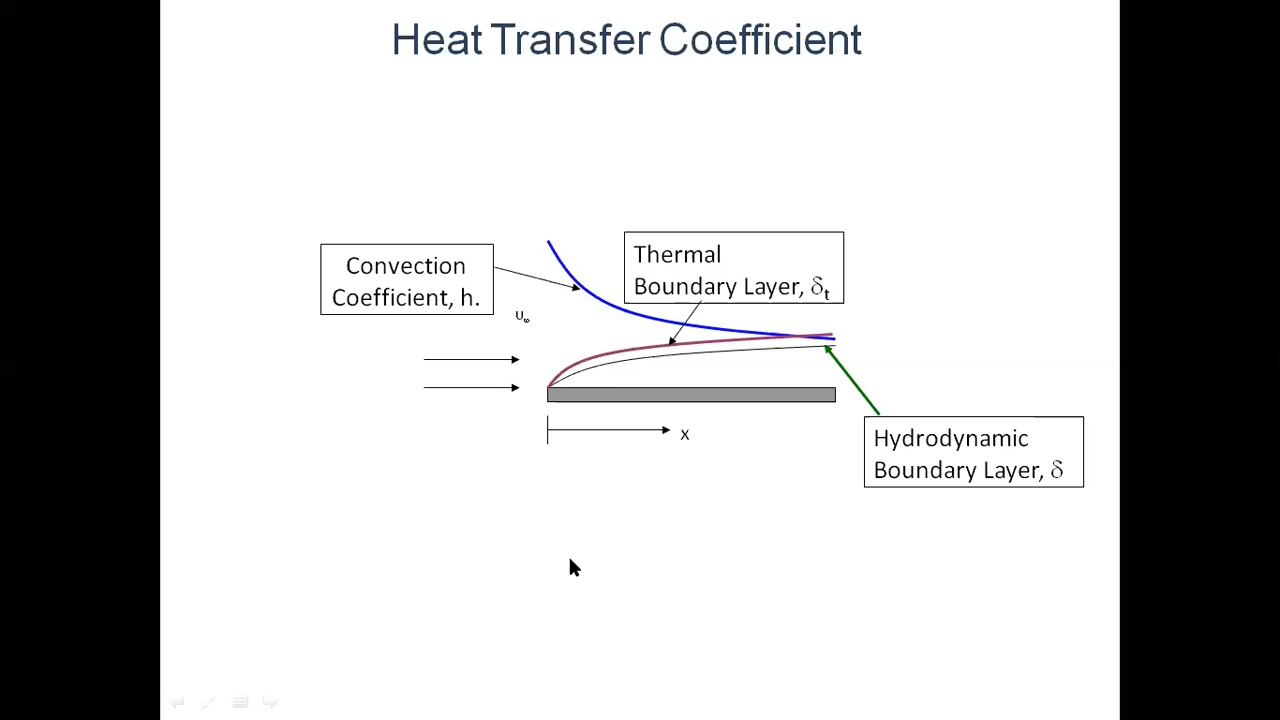 Heat Transfer Coefficient
Convection
Coefficient, h.
Thermal
Boundary Layer, δt
U∞
x
Hydrodynamic
Boundary Layer, δ